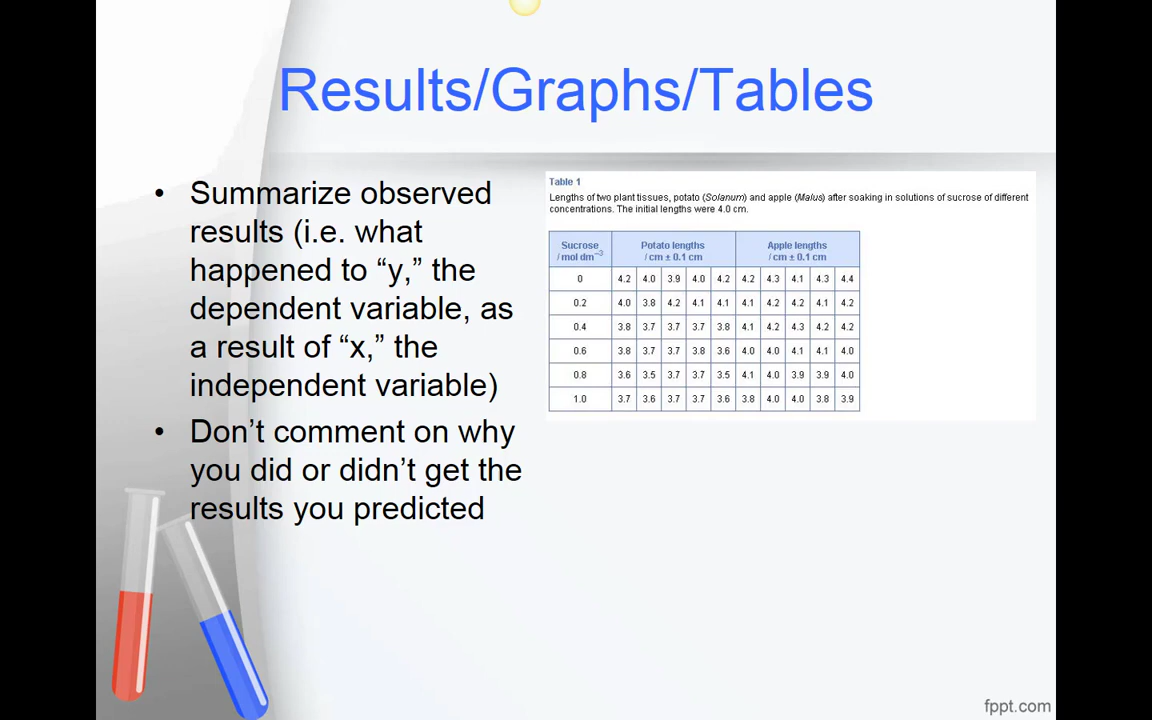 Results/Graphs/Tables
• Summarize observed
results (i.e. what
happened to “y,” the
dependent variable, as
a result of “x,” the
independent variable)
• Don’t comment on why
you did or didn’t get the
results you predicted
Table 1
Lengths of two plant tissues, potato (Solanum) and apple (Malus) after soaking in solutions of sucrose of different
concentrations. The initial lengths were 4.0 cm.
Sucrose Potato lengths Apple lengths
/ mol dm⁻³ / cm ± 0.1 cm / cm ± 0.1 cm
0 4.2 4.0 3.9 4.0 4.2 4.2 4.3 4.1 4.3 4.4
0.2 4.0 3.8 4.2 4.1 4.1 4.1 4.2 4.2 4.1 4.2
0.4 3.8 3.7 3.7 3.7 3.8 4.1 4.2 4.3 4.2 4.2
0.6 3.8 3.7 3.7 3.8 3.6 4.0 4.0 4.1 4.1 4.0
0.8 3.6 3.5 3.7 3.7 3.5 4.1 4.0 3.9 3.9 4.0
1.0 3.7 3.6 3.7 3.7 3.6 3.8 4.0 4.0 3.8 3.9
fppt.com